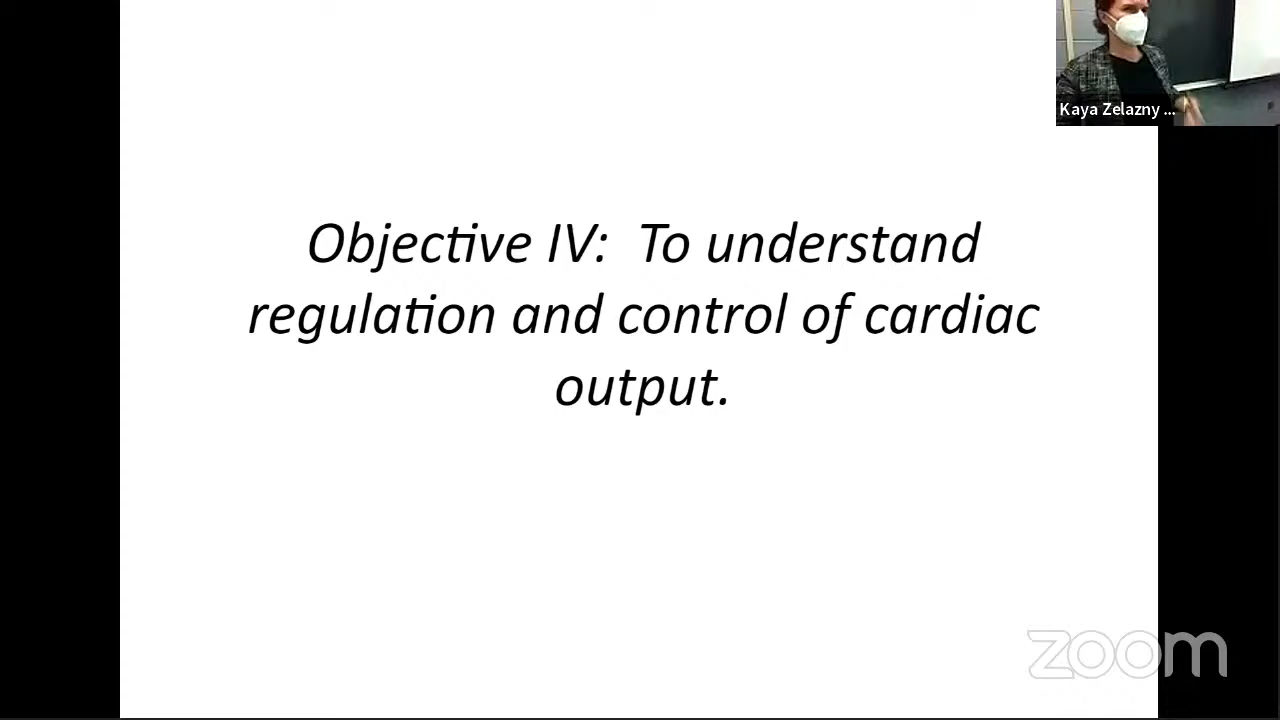 Kaya Zelazny ...
Objective IV: To understand
regulation and control of cardiac
output.
zoom